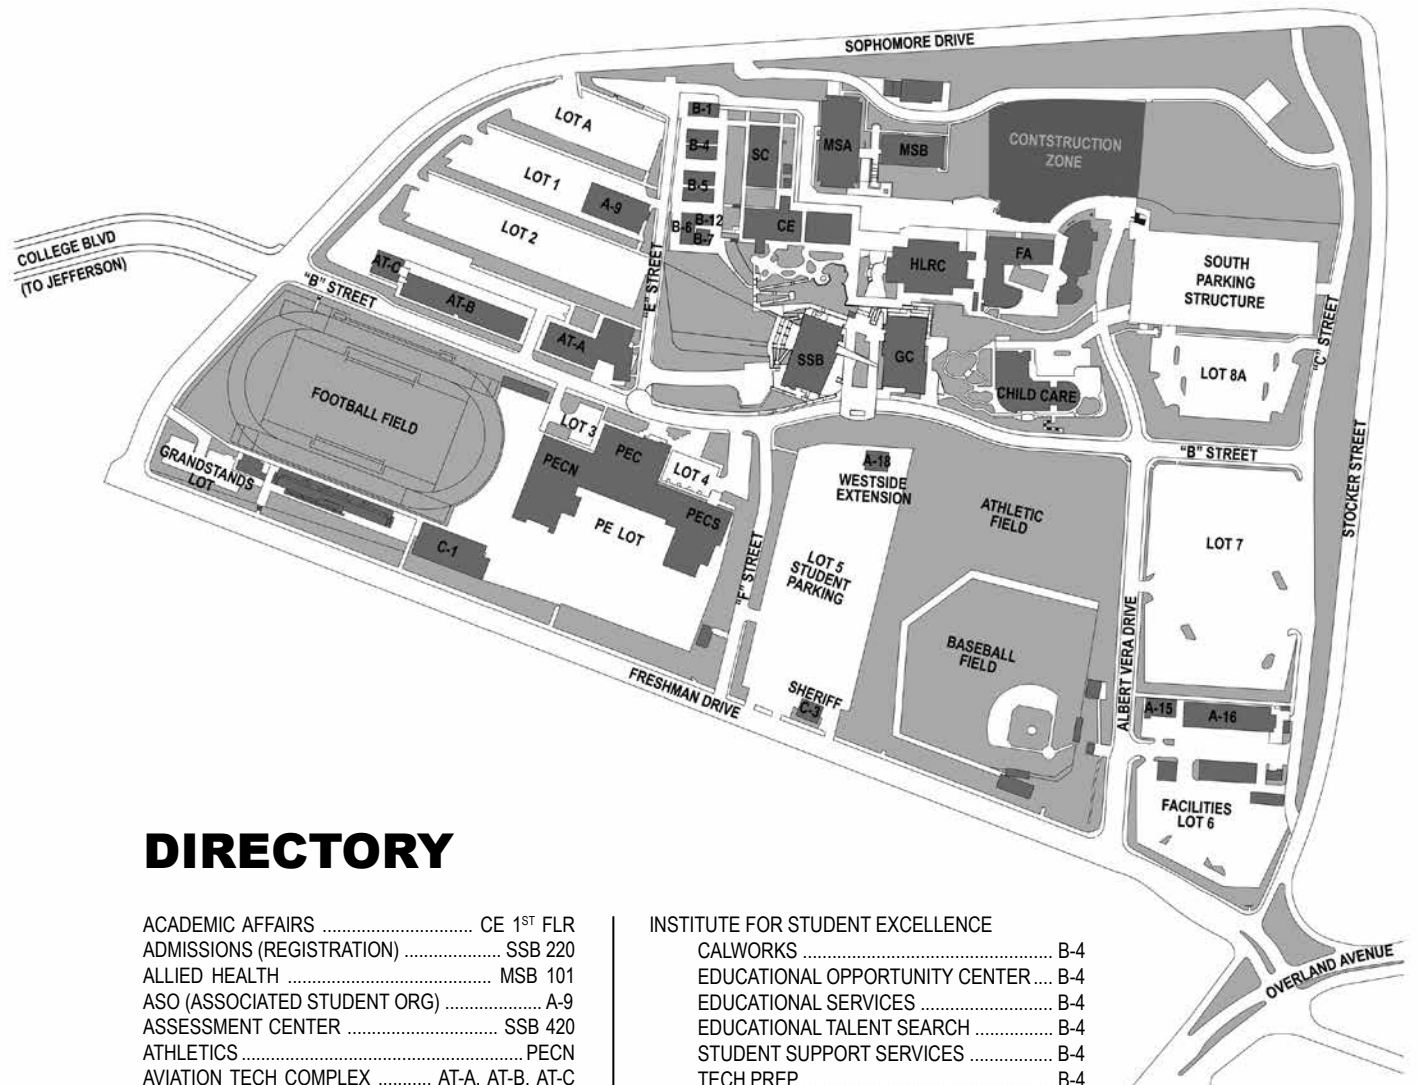 SOPHOMORE DRIVE
LOT A
B-1
B-4
SC
MSA
MSB
CONTSTRUCTION
ZONE
LOT 1
A-9
B-5
B-12
B-6
B-7
CE
LOT 2
COLLEGE BLVD
(TO JEFFERSON)
AT-C
"B" STREET
AT-B
AT-A
"E" STREET
HLRC
FA
SOUTH
PARKING
STRUCTURE
"C" STREET
SSB
GC
CHILD CARE
LOT 8A
FOOTBALL FIELD
LOT 3
PEC
PECN
LOT 4
PECS
PE LOT
GRANDSTANDS
LOT
C-1
A-18
WESTSIDE
EXTENSION
ATHLETIC
FIELD
"B" STREET
STOCKER STREET
LOT 7
LOT 5
STUDENT
PARKING
"F" STREET
BASEBALL
FIELD
ALBERT VERA DRIVE
FRESHMAN DRIVE
SHERIFF
C-3
A-15
A-16
FACILITIES
LOT 6
OVERLAND AVENUE
DIRECTORY
ACADEMIC AFFAIRS ............................... CE 1ST FLR
ADMISSIONS (REGISTRATION) .................... SSB 220
ALLIED HEALTH .......................................... MSB 101
ASO (ASSOCIATED STUDENT ORG) .................... A-9
ASSESSMENT CENTER ............................... SSB 420
ATHLETICS .......................................................... PECN
AVIATION TECH COMPLEX ........... AT-A, AT-B, AT-C
INSTITUTE FOR STUDENT EXCELLENCE
CALWORKS ................................................... B-4
EDUCATIONAL OPPORTUNITY CENTER .... B-4
EDUCATIONAL SERVICES ........................... B-4
EDUCATIONAL TALENT SEARCH ................ B-4
STUDENT SUPPORT SERVICES ................. B-4
TECH PREP .................................................... B-4